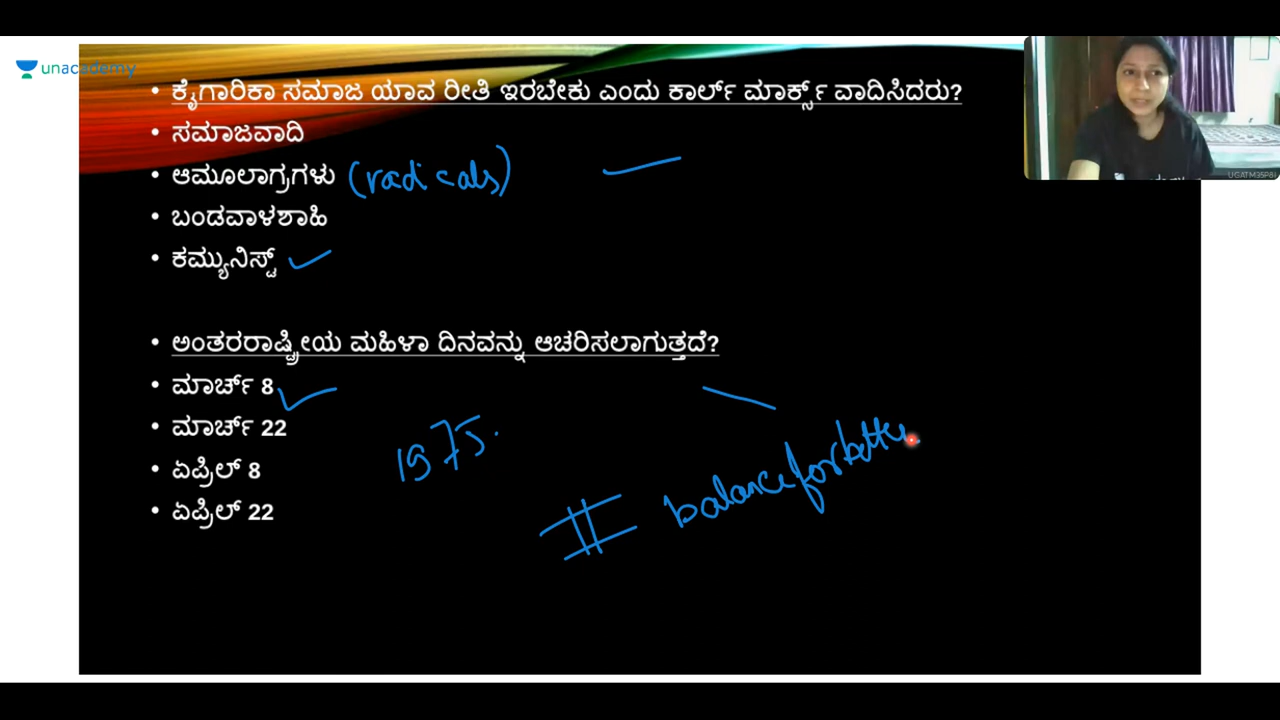 unacademy
• ಕೈಗಾರಿಕಾ ಸಮಾಜ ಯಾವ ರೀತಿ ಇರಬೇಕು ಎಂದು ಕಾರ್ಲ್ ಮಾರ್ಕ್ಸ್ ವಾದಿಸಿದರು?
• ಸಮಾಜವಾದಿ
• ಆಮೂಲಾಗ್ರಗಳು (radicals)
• ಬಂಡವಾಳಶಾಹಿ
• ಕಮ್ಯುನಿಸ್ಟ್
• ಅಂತರರಾಷ್ಟ್ರೀಯ ಮಹಿಳಾ ದಿನವನ್ನು ಆಚರಿಸಲಾಗುತ್ತದೆ?
• ಮಾರ್ಚ್ 8
• ಮಾರ್ಚ್ 22
1975.
• ಏಪ್ರಿಲ್ 8
• ಏಪ್ರಿಲ್ 22
# balanceforbetter